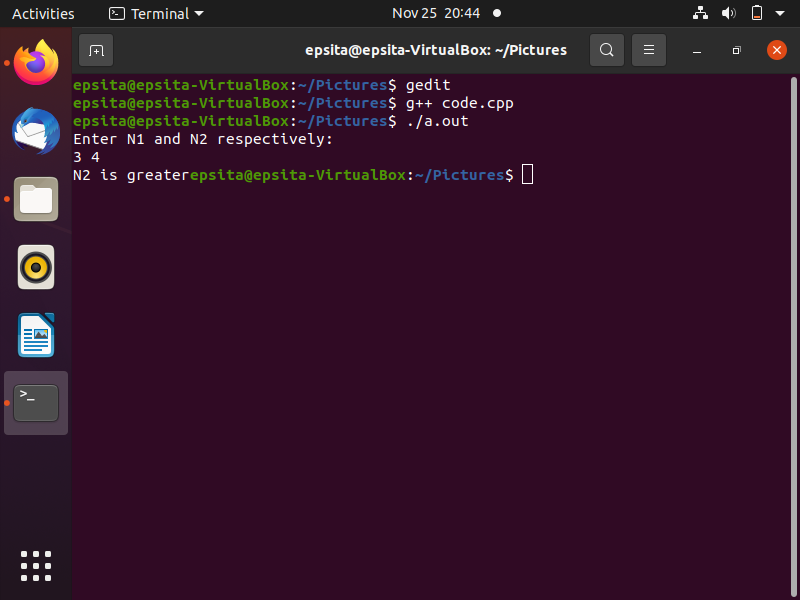 Activities Terminal Nov 25 20:44
epsita@epsita-VirtualBox: ~/Pictures
epsita@epsita-VirtualBox:~/Pictures$ gedit
epsita@epsita-VirtualBox:~/Pictures$ g++ code.cpp
epsita@epsita-VirtualBox:~/Pictures$ ./a.out
Enter N1 and N2 respectively:
3 4
N2 is greaterepsita@epsita-VirtualBox:~/Pictures$
>_